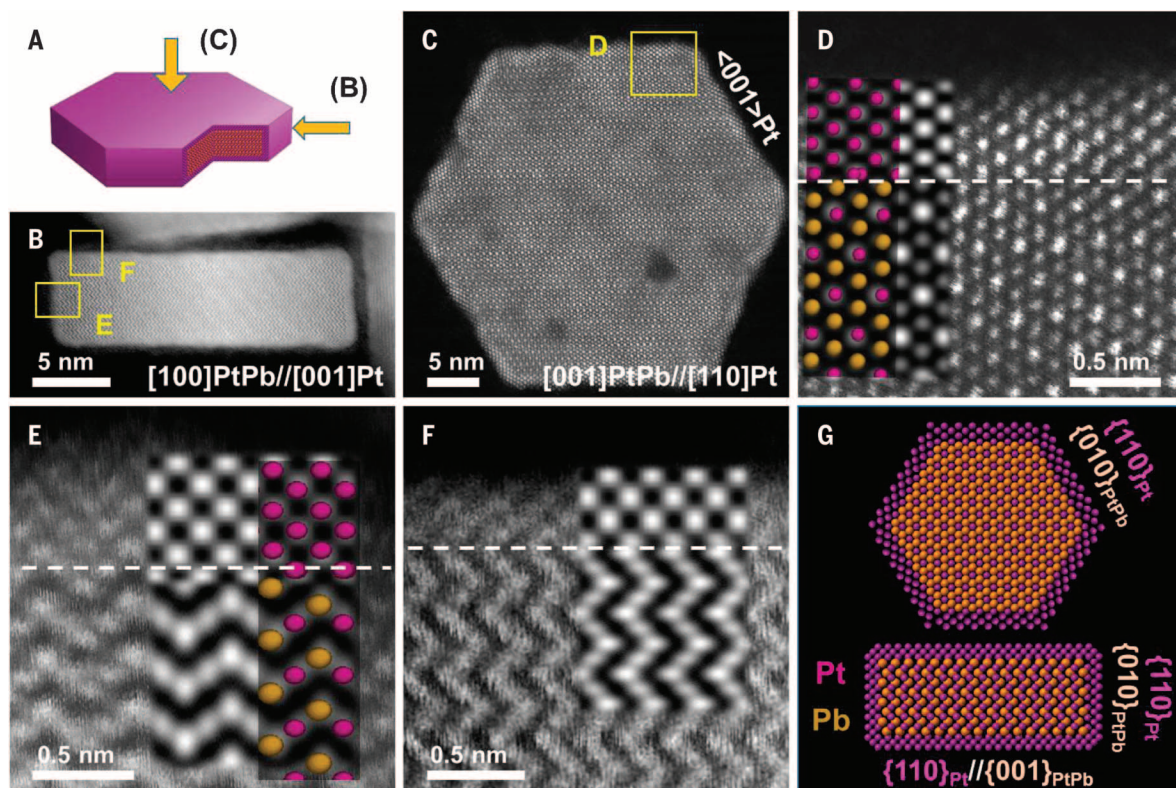 A
(C)
(B)
B
F
E
5 nm
[100]PtPb//[001]Pt
C
D
<001>Pt
5 nm
[001]PtPb//[110]Pt
D
0.5 nm
E
0.5 nm
F
0.5 nm
G
{110}Pt
{010}PtPb
Pt
Pb
{110}Pt
{010}PtPb
{110}Pt//{001}PtPb